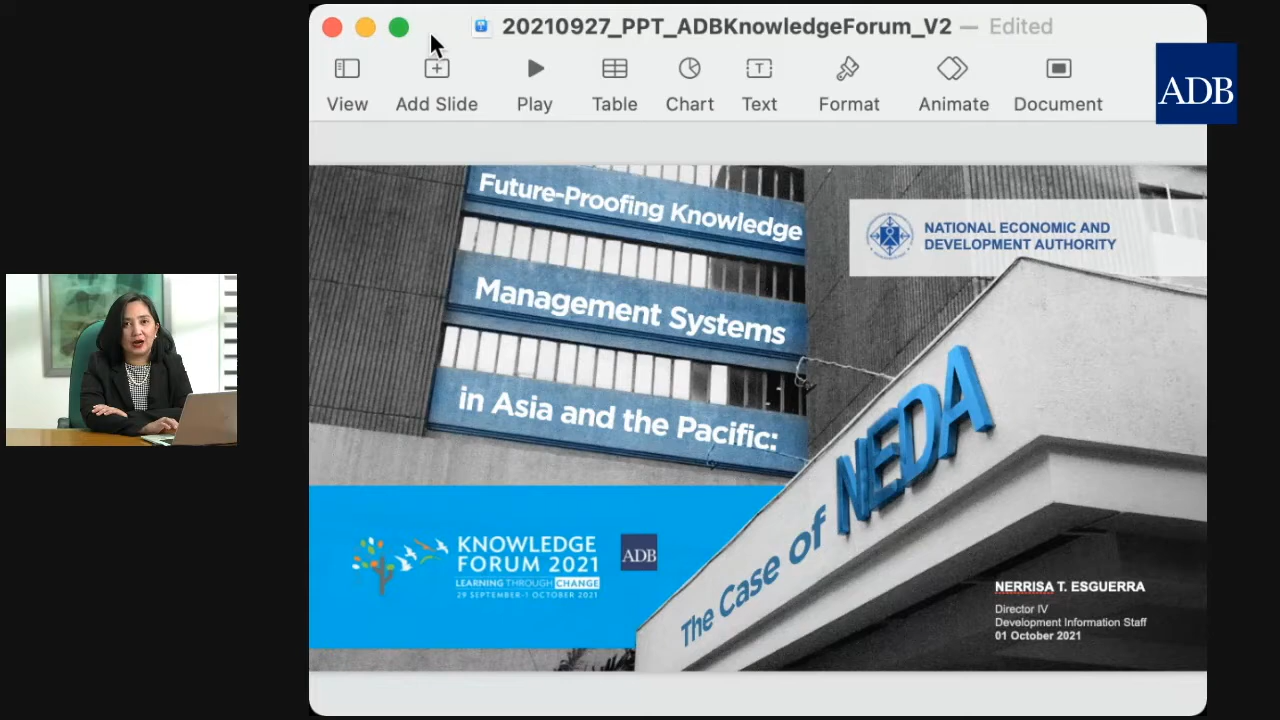 20210927_PPT_ADBKnowledgeForum_V2 — Edited
View
Add Slide
Play
Table
Chart
Text
Format
Animate
Document
ADB
Future-Proofing Knowledge
Management Systems
in Asia and the Pacific:
NATIONAL ECONOMIC AND
DEVELOPMENT AUTHORITY
The Case of NEDA
KNOWLEDGE
FORUM 2021
LEARNING THROUGH CHANGE
29 SEPTEMBER-1 OCTOBER 2021
ADB
NERRISA T. ESGUERRA
Director IV
Development Information Staff
01 October 2021